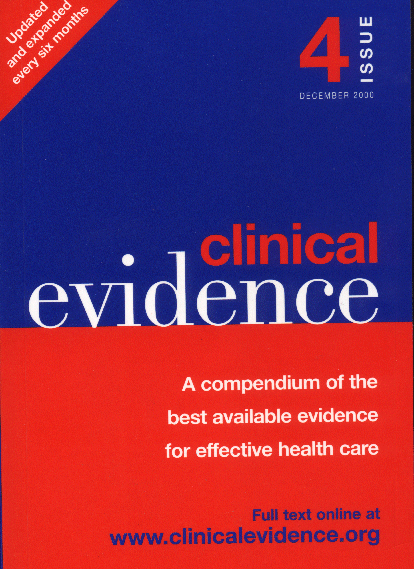 Updated
and expanded
every six months
4
ISSUE
DECEMBER 2000
clinical
evidence
A compendium of the
best available evidence
for effective health care
Full text online at
www.clinicalevidence.org